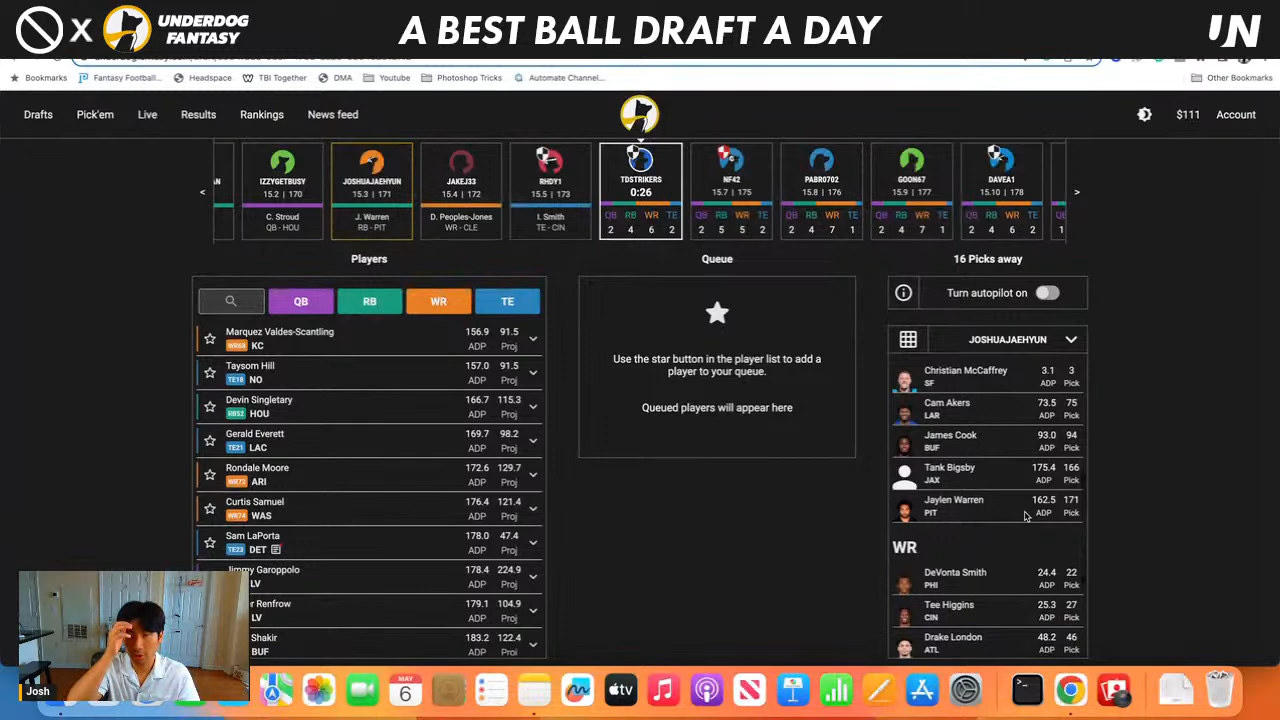 X UNDERDOG FANTASY
A BEST BALL DRAFT A DAY
UN
Bookmarks Fantasy Football... Headspace TBI Together DMA Youtube Photoshop Tricks Automate Channel... Other Bookmarks
Drafts Pick'em Live Results Rankings News feed $111 Account
IZZYGETBUSY
15.2 | 170
C. Stroud
QB - HOU
JOSHUAJAEHYUN
15.3 | 171
J. Warren
RB - PIT
JAKEJ33
15.4 | 172
D. Peoples-Jones
WR - CLE
RHDY1
15.5 | 173
I. Smith
TE - CIN
TDSTRIKERS
0:26
QB RB WR TE
2 4 6 2
NF42
15.7 | 175
QB RB WR TE
2 5 5 2
PABR0702
15.8 | 176
QB RB WR TE
2 4 7 1
GOON67
15.9 | 177
QB RB WR TE
2 4 7 1
DAVEA1
15.10 | 178
QB RB WR TE
2 4 6 2
Players
QB RB WR TE
Marquez Valdes-Scantling 156.9 91.5
WR68 KC ADP Proj
Taysom Hill 157.0 91.5
TE18 NO ADP Proj
Devin Singletary 166.7 115.3
RB52 HOU ADP Proj
Gerald Everett 169.7 98.2
TE21 LAC ADP Proj
Rondale Moore 172.6 129.7
WR72 ARI ADP Proj
Curtis Samuel 176.4 121.4
WR74 WAS ADP Proj
Sam LaPorta 178.0 47.4
TE23 DET ADP Proj
Jimmy Garoppolo 178.4 224.9
LV ADP Proj
Renfrow 179.1 104.9
LV ADP Proj
Shakir 183.2 122.4
BUF ADP Proj
Queue
Use the star button in the player list to add a
player to your queue.
Queued players will appear here
16 Picks away
Turn autopilot on
JOSHUAJAEHYUN
Christian McCaffrey 3.1 3
SF ADP Pick
Cam Akers 73.5 75
LAR ADP Pick
James Cook 93.0 94
BUF ADP Pick
Tank Bigsby 175.4 166
JAX ADP Pick
Jaylen Warren 162.5 171
PIT ADP Pick
WR
DeVonta Smith 24.4 22
PHI ADP Pick
Tee Higgins 25.3 27
CIN ADP Pick
Drake London 48.2 46
ATL ADP Pick
Josh
MAY
6
tv